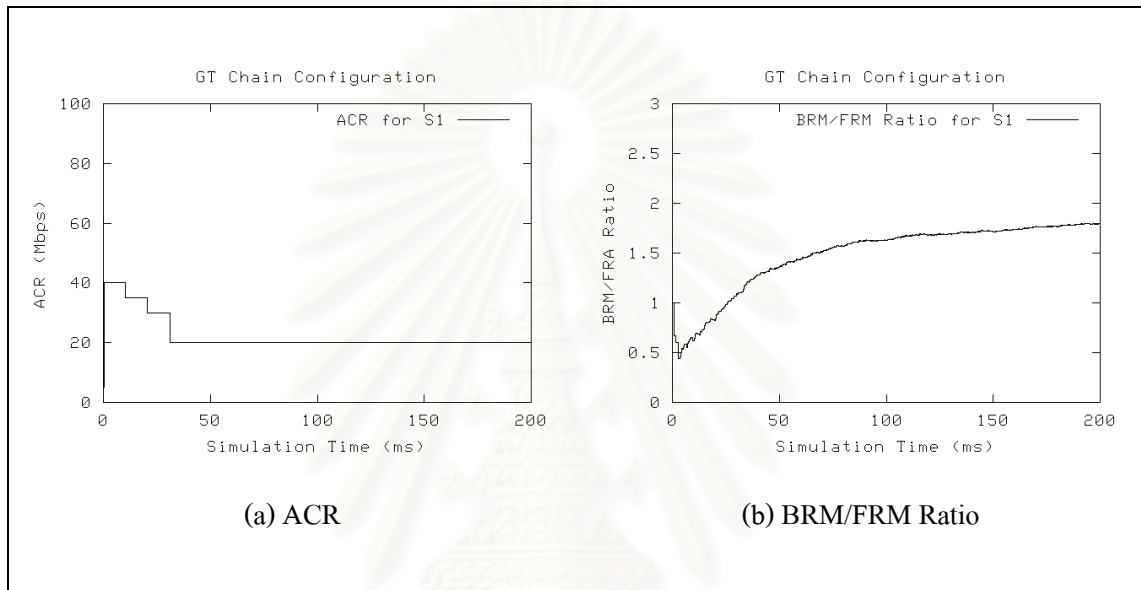 GT Chain Configuration
ACR for S1
100
80
60
40
20
0
ACR (Mbps)
0 50 100 150 200
Simulation Time (ms)
(a) ACR
GT Chain Configuration
BRM/FRM Ratio for S1
3
2.5
2
1.5
1
0.5
0
BRM/FRA Ratio
0 50 100 150 200
Simulation Time (ms)
(b) BRM/FRM Ratio